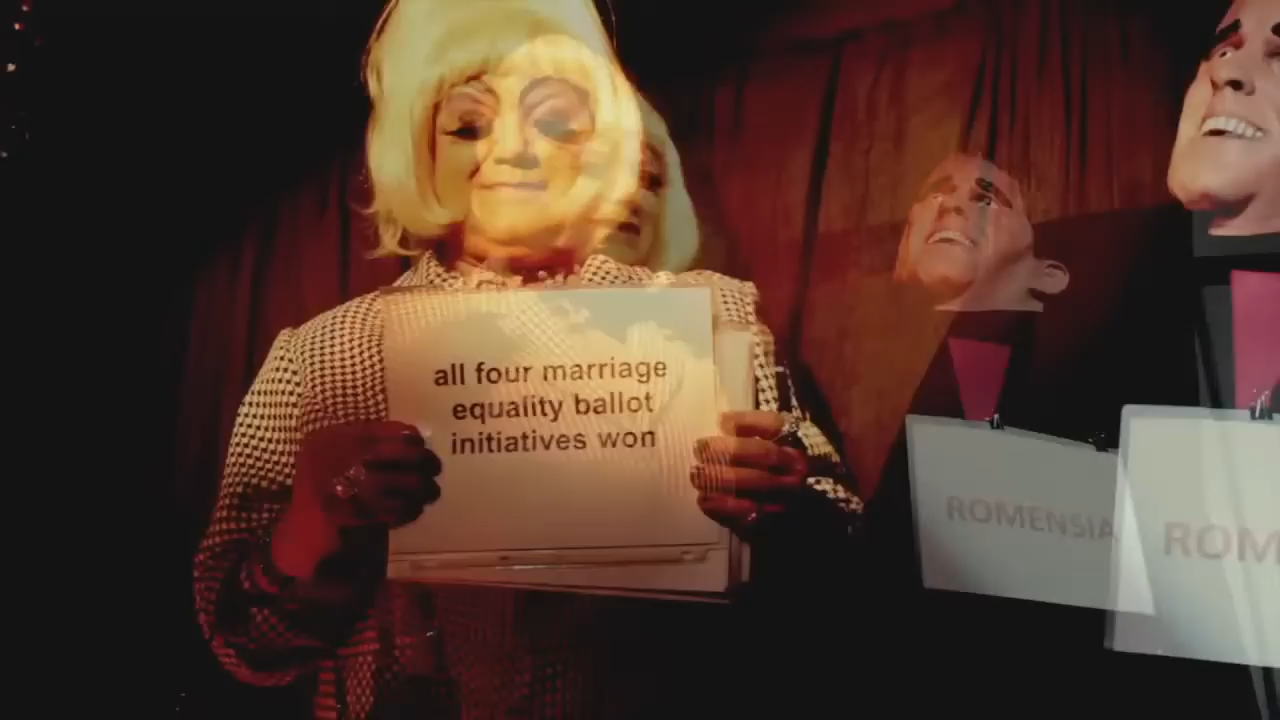 all four marriage
equality ballot
initiatives won
ROMENSIA
ROM